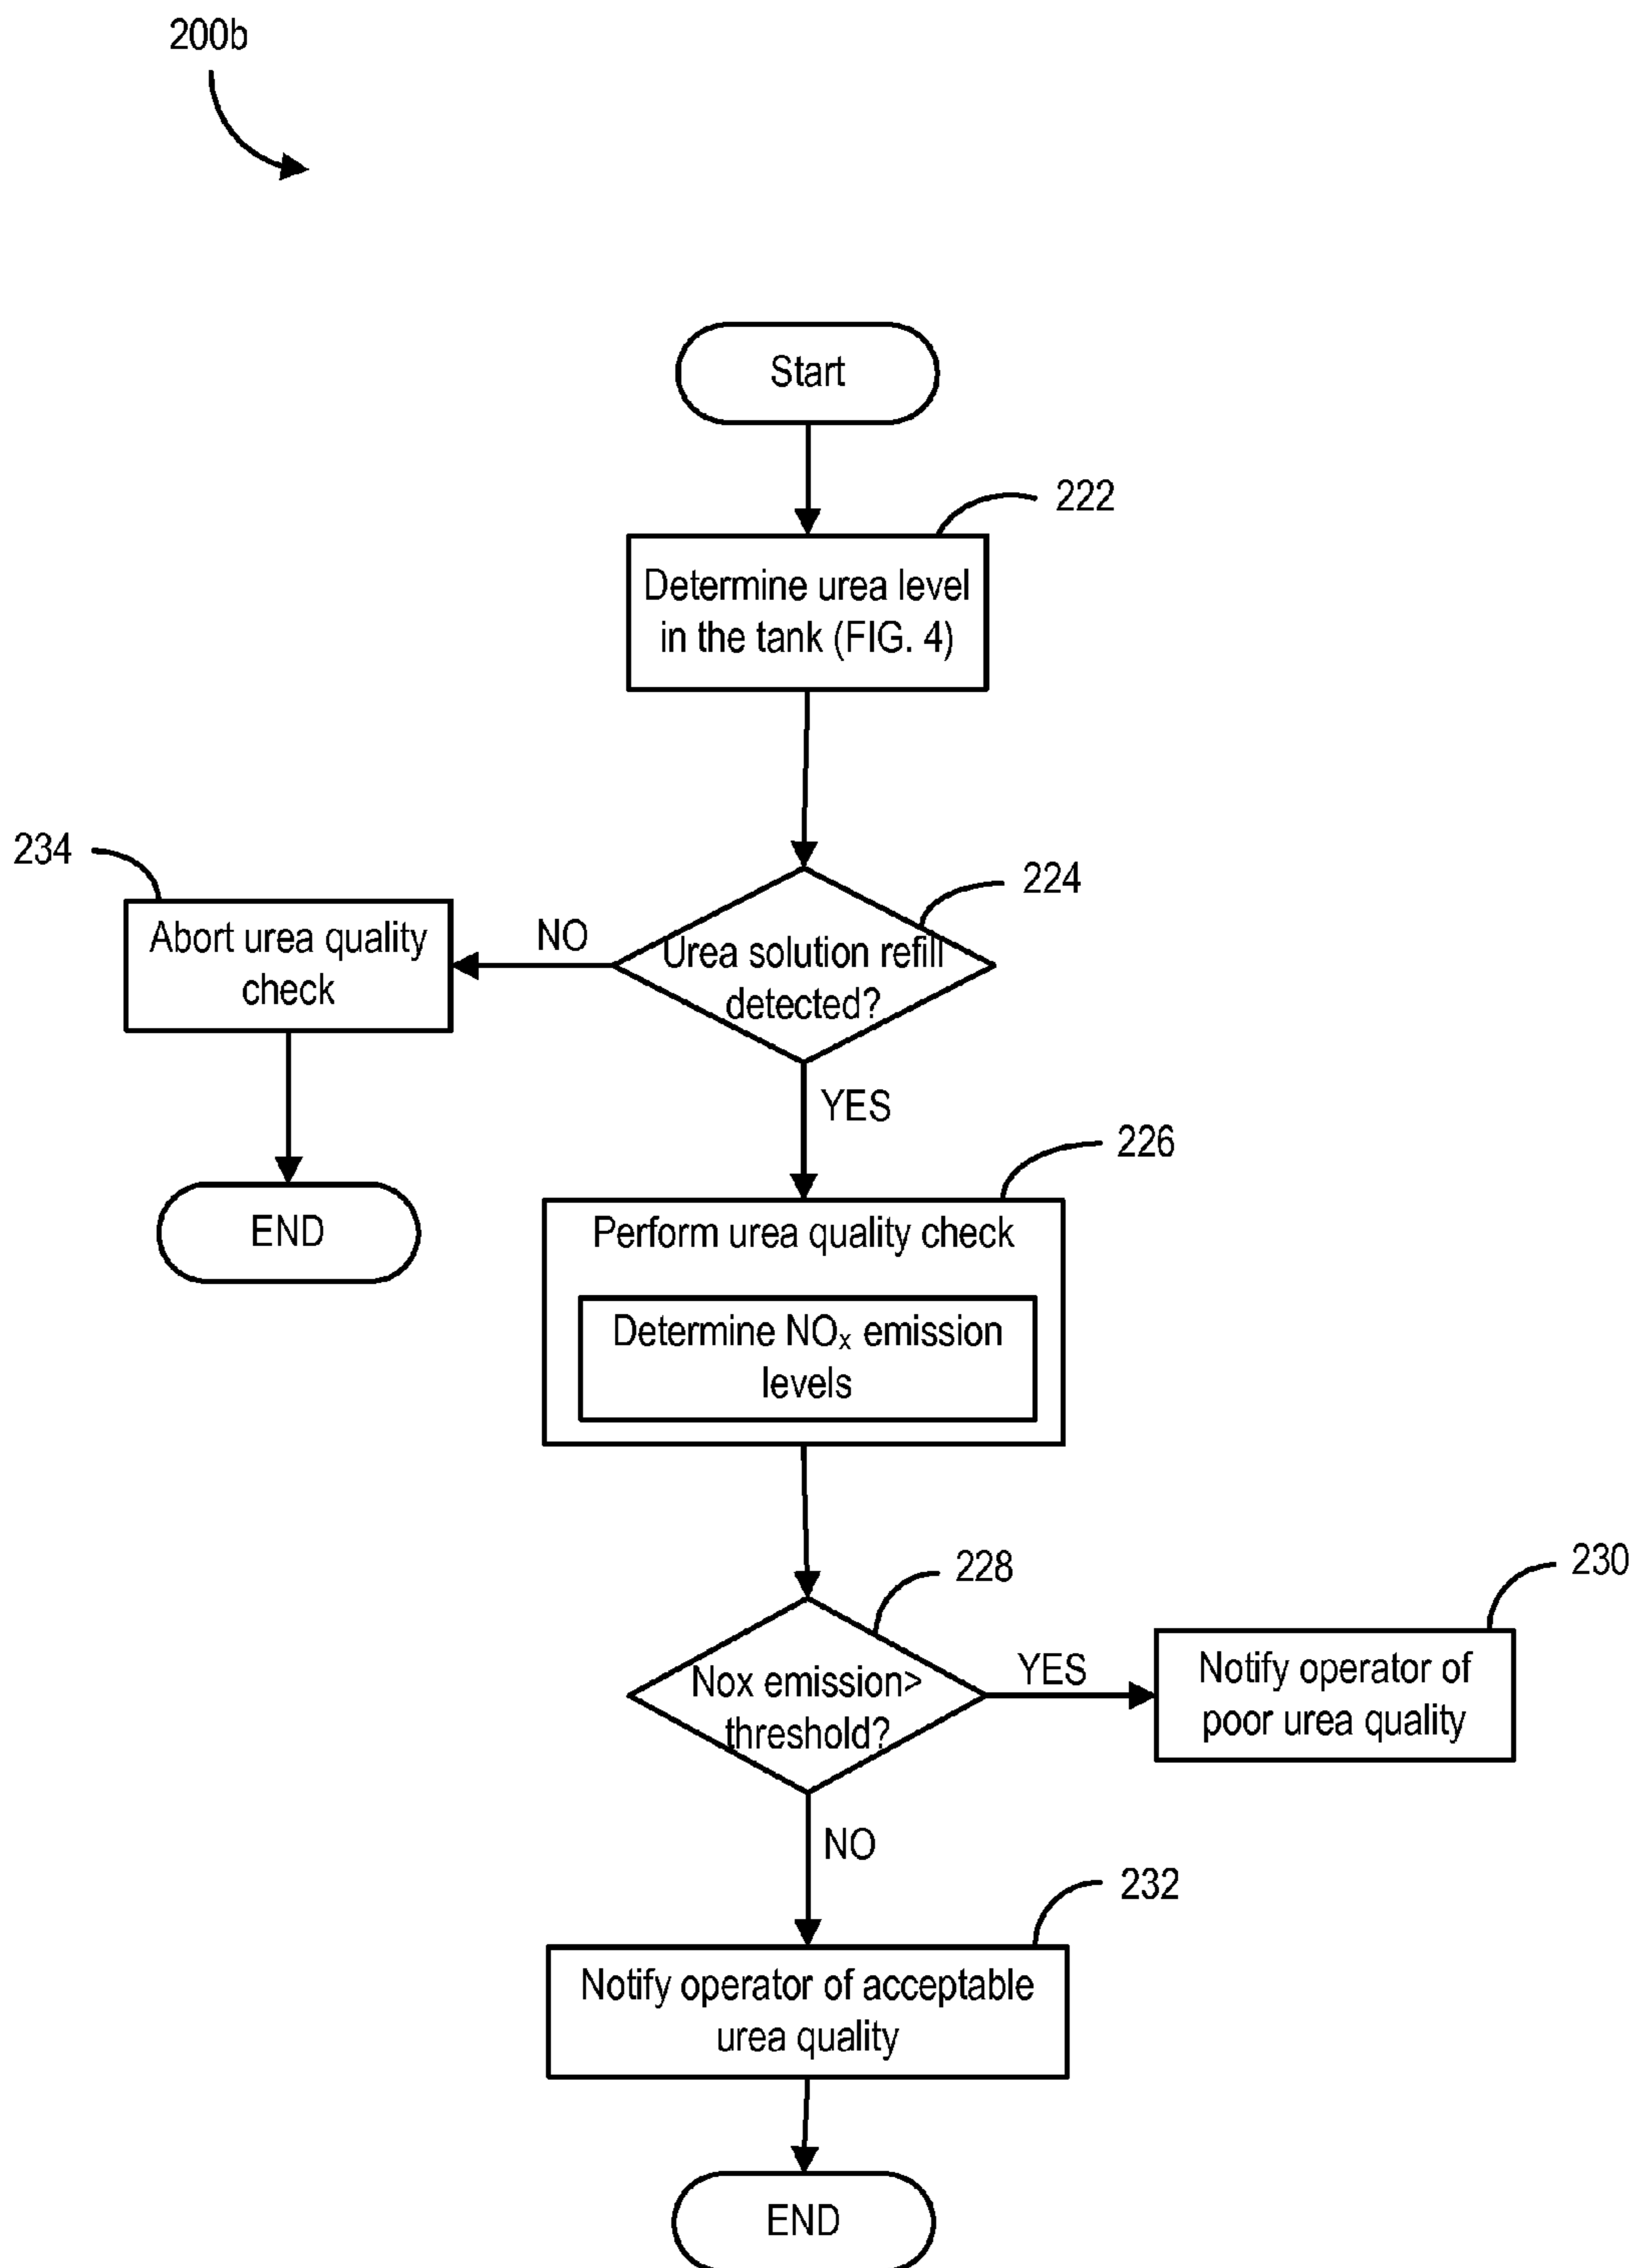 200b
Start
222
Determine urea level
in the tank (FIG. 4)
234
224
Abort urea quality
check
NO
Urea solution refill
detected?
YES
226
END
Perform urea quality check
Determine NOₓ emission
levels
228
230
Nox emission>
threshold?
YES
Notify operator of
poor urea quality
NO
232
Notify operator of acceptable
urea quality
END